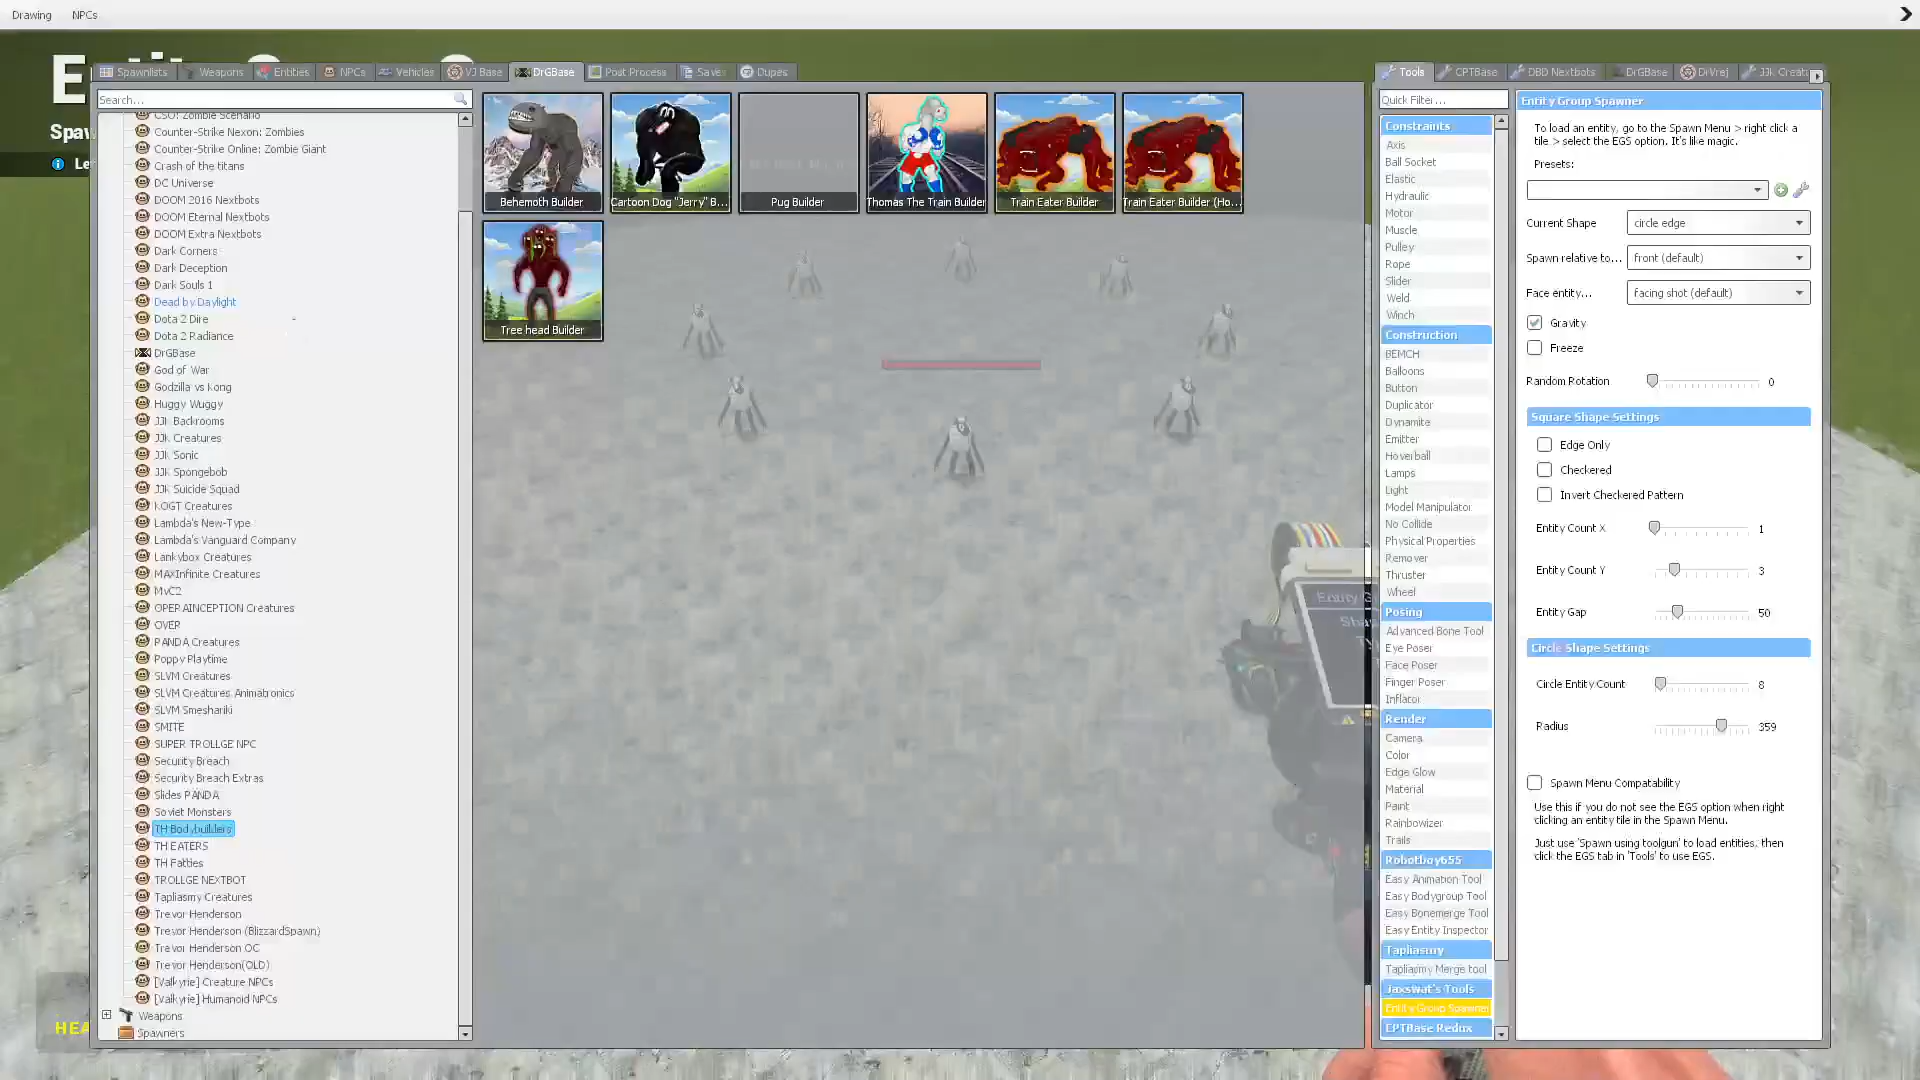 Drawing NPCs
Spawnlists Weapons Entities NPCs Vehicles VJ Base DrGBase Post Process Saves Dupes
Search...
CSO: Zombie Scenario
Counter-Strike Nexon: Zombies
Counter-Strike Online: Zombie Giant
Crash of the titans
DC Universe
DOOM 2016 Nextbots
DOOM Eternal Nextbots
DOOM Extra Nextbots
Dark Corners
Dark Deception
Dark Souls 1
Dead by Daylight
Dota 2 Dire
Dota 2 Radiance
DrGBase
God of War
Godzilla vs Kong
Huggy Wuggy
JJk Backrooms
JJk Creatures
JJk Sonic
JJk Spongebob
JJk Suicide Squad
KOGT Creatures
Lambda's New-Type
Lambda's Vanguard Company
Lankybox Creatures
MAXInfinite Creatures
MvC2
OPERAINCEPTION Creatures
OVER
PANDA Creatures
Poppy Playtime
SLVM Creatures
SLVM Creatures Animatronics
SLVM Smeshariki
SMITE
SUPER TROLLGE NPC
Security Breach
Security Breach Extras
Slides PANDA
Soviet Monsters
TH Bodybuilders
TH EATERS
TH Fatties
TROLLGE NEXTBOT
Tapliasmy Creatures
Trevor Henderson
Trevor Henderson (BlizzardSpawn)
Trevor Henderson OC
Trevor Henderson(OLD)
[Valkyrie] Creature NPCs
[Valkyrie] Humanoid NPCs
Weapons
Spawners
Behemoth Builder
Cartoon Dog "Jerry" B...
Pug Builder
Thomas The Train Builder
Train Eater Builder
Train Eater Builder (Ho...
Tree head Builder
Tools CPTBase DBD Nextbots DrGBase DrVrej JJk Creatu
Quick Filter...
Constraints
Axis
Ball Socket
Elastic
Hydraulic
Motor
Muscle
Pulley
Rope
Slider
Weld
Winch
Construction
BEMCH
Balloons
Button
Duplicator
Dynamite
Emitter
Hoverball
Lamps
Light
Model Manipulator
No Collide
Physical Properties
Remover
Thruster
Wheel
Posing
Advanced Bone Tool
Eye Poser
Face Poser
Finger Poser
Inflator
Render
Camera
Color
Edge Glow
Material
Paint
Rainbowizer
Trails
Robotboy655
Easy Animation Tool
Easy Bodygroup Tool
Easy Bonemerge Tool
Easy Entity Inspector
Tapliasmy
Tapliasmy Merge tool
Jaxswat's Tools
Entity Group Spawner
CPTBase Redux
Entity Group Spawner
To load an entity, go to the Spawn Menu > right click a
tile > select the EGS option. It's like magic.
Presets:
Current Shape circle edge
Spawn relative to... front (default)
Face entity... facing shot (default)
Gravity
Freeze
Random Rotation 0
Square Shape Settings
Edge Only
Checkered
Invert Checkered Pattern
Entity Count X 1
Entity Count Y 3
Entity Gap 50
Circle Shape Settings
Circle Entity Count 8
Radius 359
Spawn Menu Compatability
Use this if you do not see the EGS option when right
clicking an entity tile in the Spawn Menu.
Just use 'Spawn using toolgun' to load entities, then
click the EGS tab in 'Tools' to use EGS.